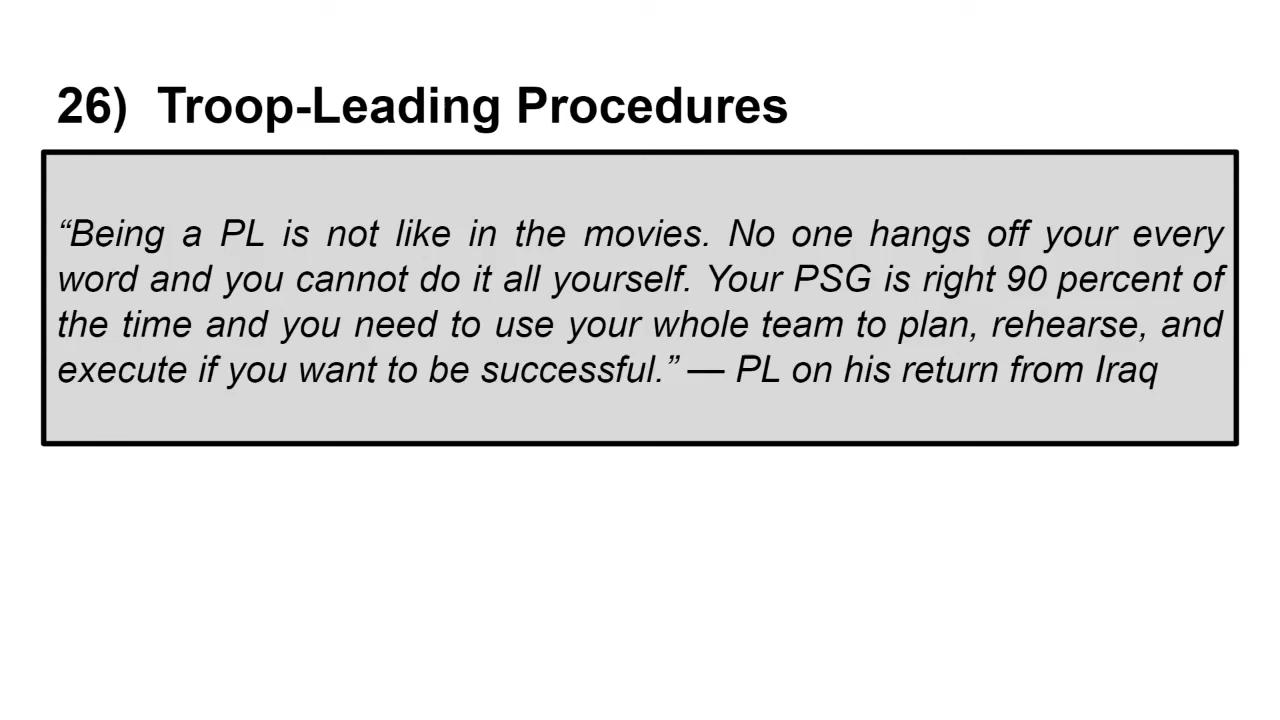 26) Troop-Leading Procedures
“Being a PL is not like in the movies. No one hangs off your every
word and you cannot do it all yourself. Your PSG is right 90 percent of
the time and you need to use your whole team to plan, rehearse, and
execute if you want to be successful.” — PL on his return from Iraq